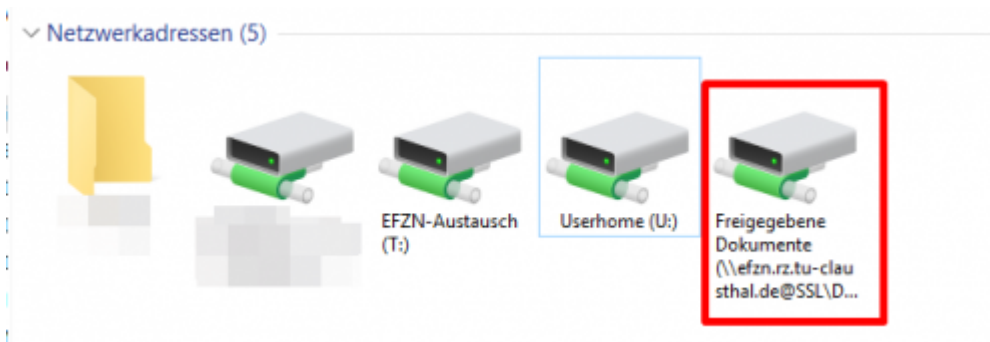 Netzwerkadressen (5)
EFZN-Austausch
(T:)
Userhome (U:)
Freigegebene
Dokumente
(\\efzn.rz.tu-clau
sthal.de@SSL\D...